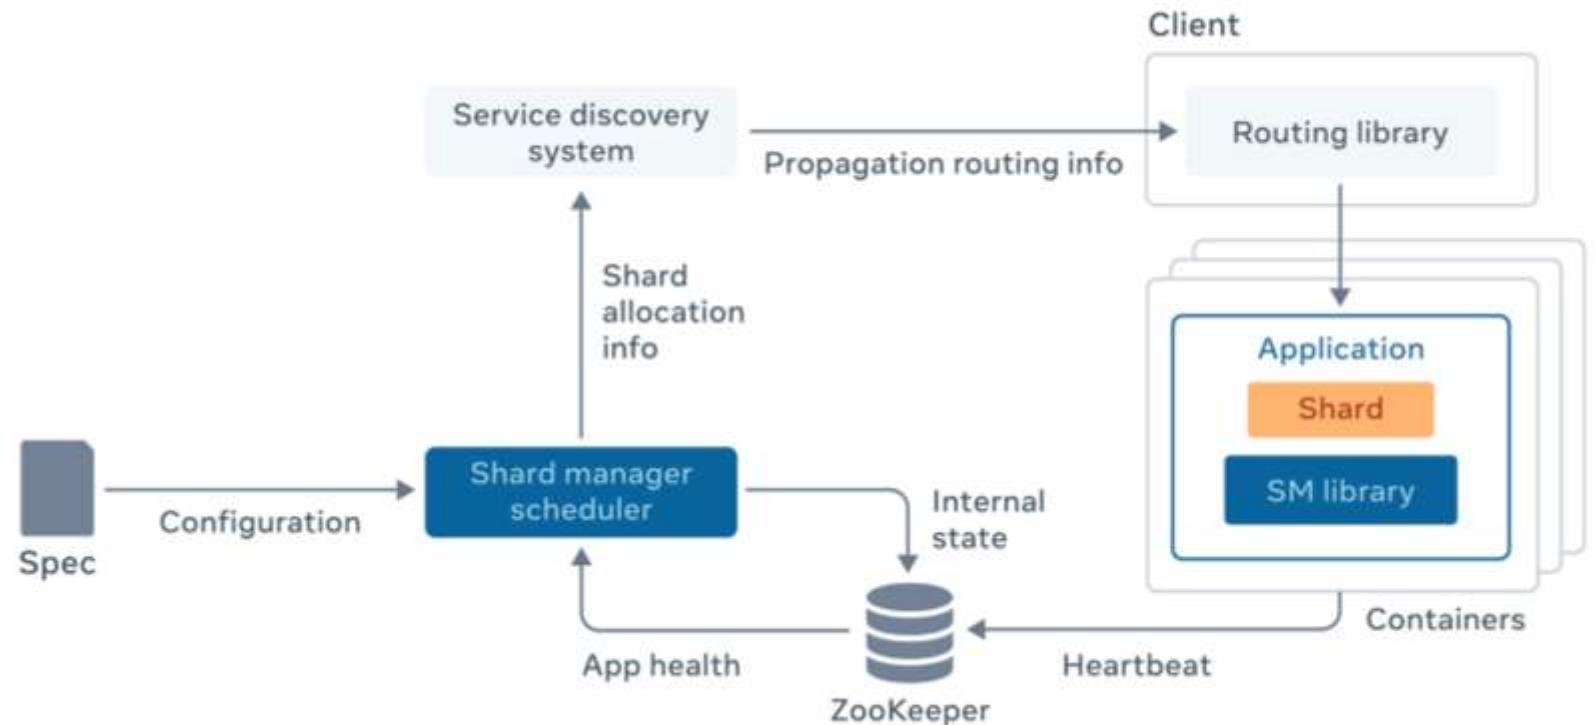 Client
Service discovery
system
Propagation routing info
Routing library
Shard
allocation
info
Application
Shard
SM library
Containers
Spec
Configuration
Shard manager
scheduler
Internal
state
App health
Heartbeat
ZooKeeper